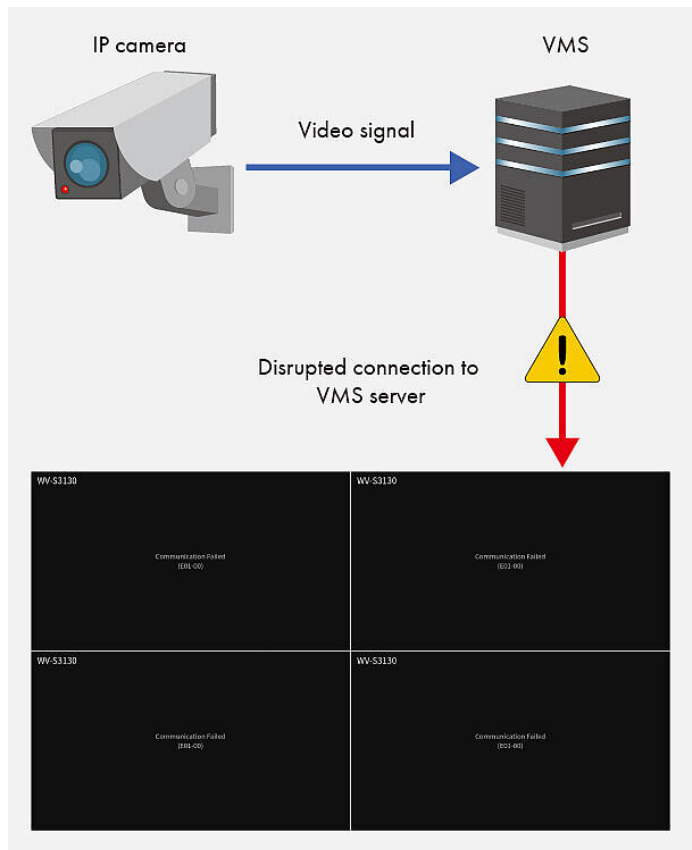 IP camera
VMS
Video signal
Disrupted connection to
VMS server
WV-S3130
WV-S3130
Communication Failed
(E01-00)
Communication Failed
(E01-00)
WV-S3130
WV-S3130
Communication Failed
(E01-00)
Communication Failed
(E01-00)